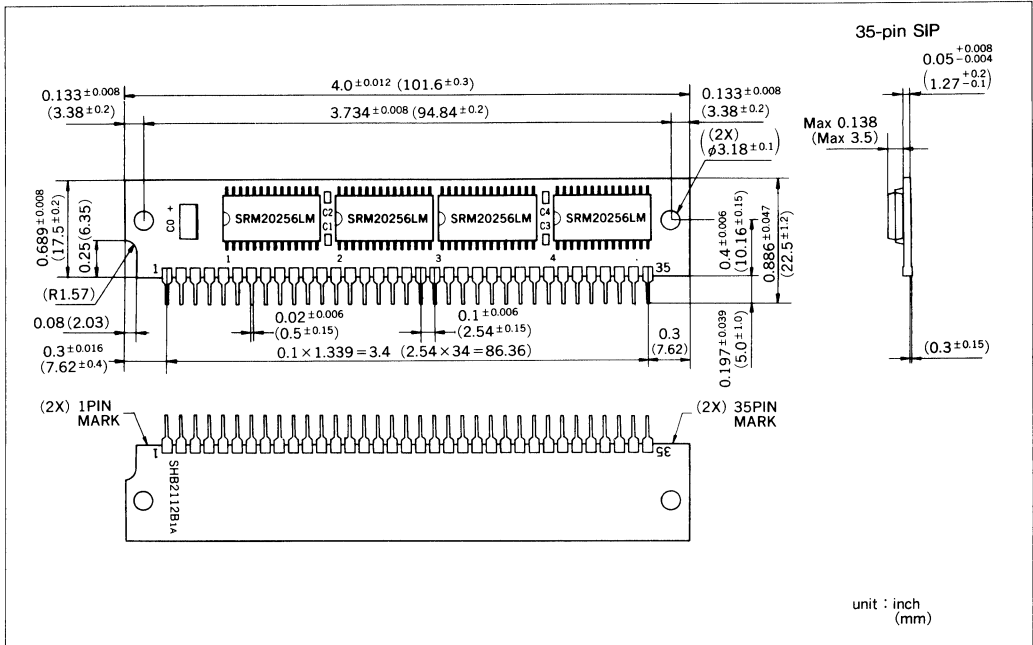 35-pin SIP
0.05 +0.008 -0.004
(1.27 +0.2 -0.1)
4.0±0.012 (101.6±0.3)
0.133±0.008
(3.38±0.2)
3.734±0.008 (94.84±0.2)
0.133±0.008
(3.38±0.2)
Max 0.138
(Max 3.5)
(2X)
φ3.18±0.1
0.689±0.008
(17.5±0.2)
0.25(6.35)
C0 +
SRM20256LM
C2
C1
SRM20256LM
SRM20256LM
C4
C3
SRM20256LM
0.4±0.006
(10.16±0.15)
0.886±0.047
(22.5±1.2)
1 2 3 4
1
35
(R1.57)
0.08(2.03)
0.02±0.006
(0.5±0.15)
0.1±0.006
(2.54±0.15)
0.3
(7.62)
0.197±0.039
(5.0±1.0)
(0.3±0.15)
0.3±0.016
(7.62±0.4)
0.1×1.339=3.4 (2.54×34=86.36)
(2X) 1PIN
MARK
(2X) 35PIN
MARK
1
35
SHB2112B1A
unit : inch
(mm)